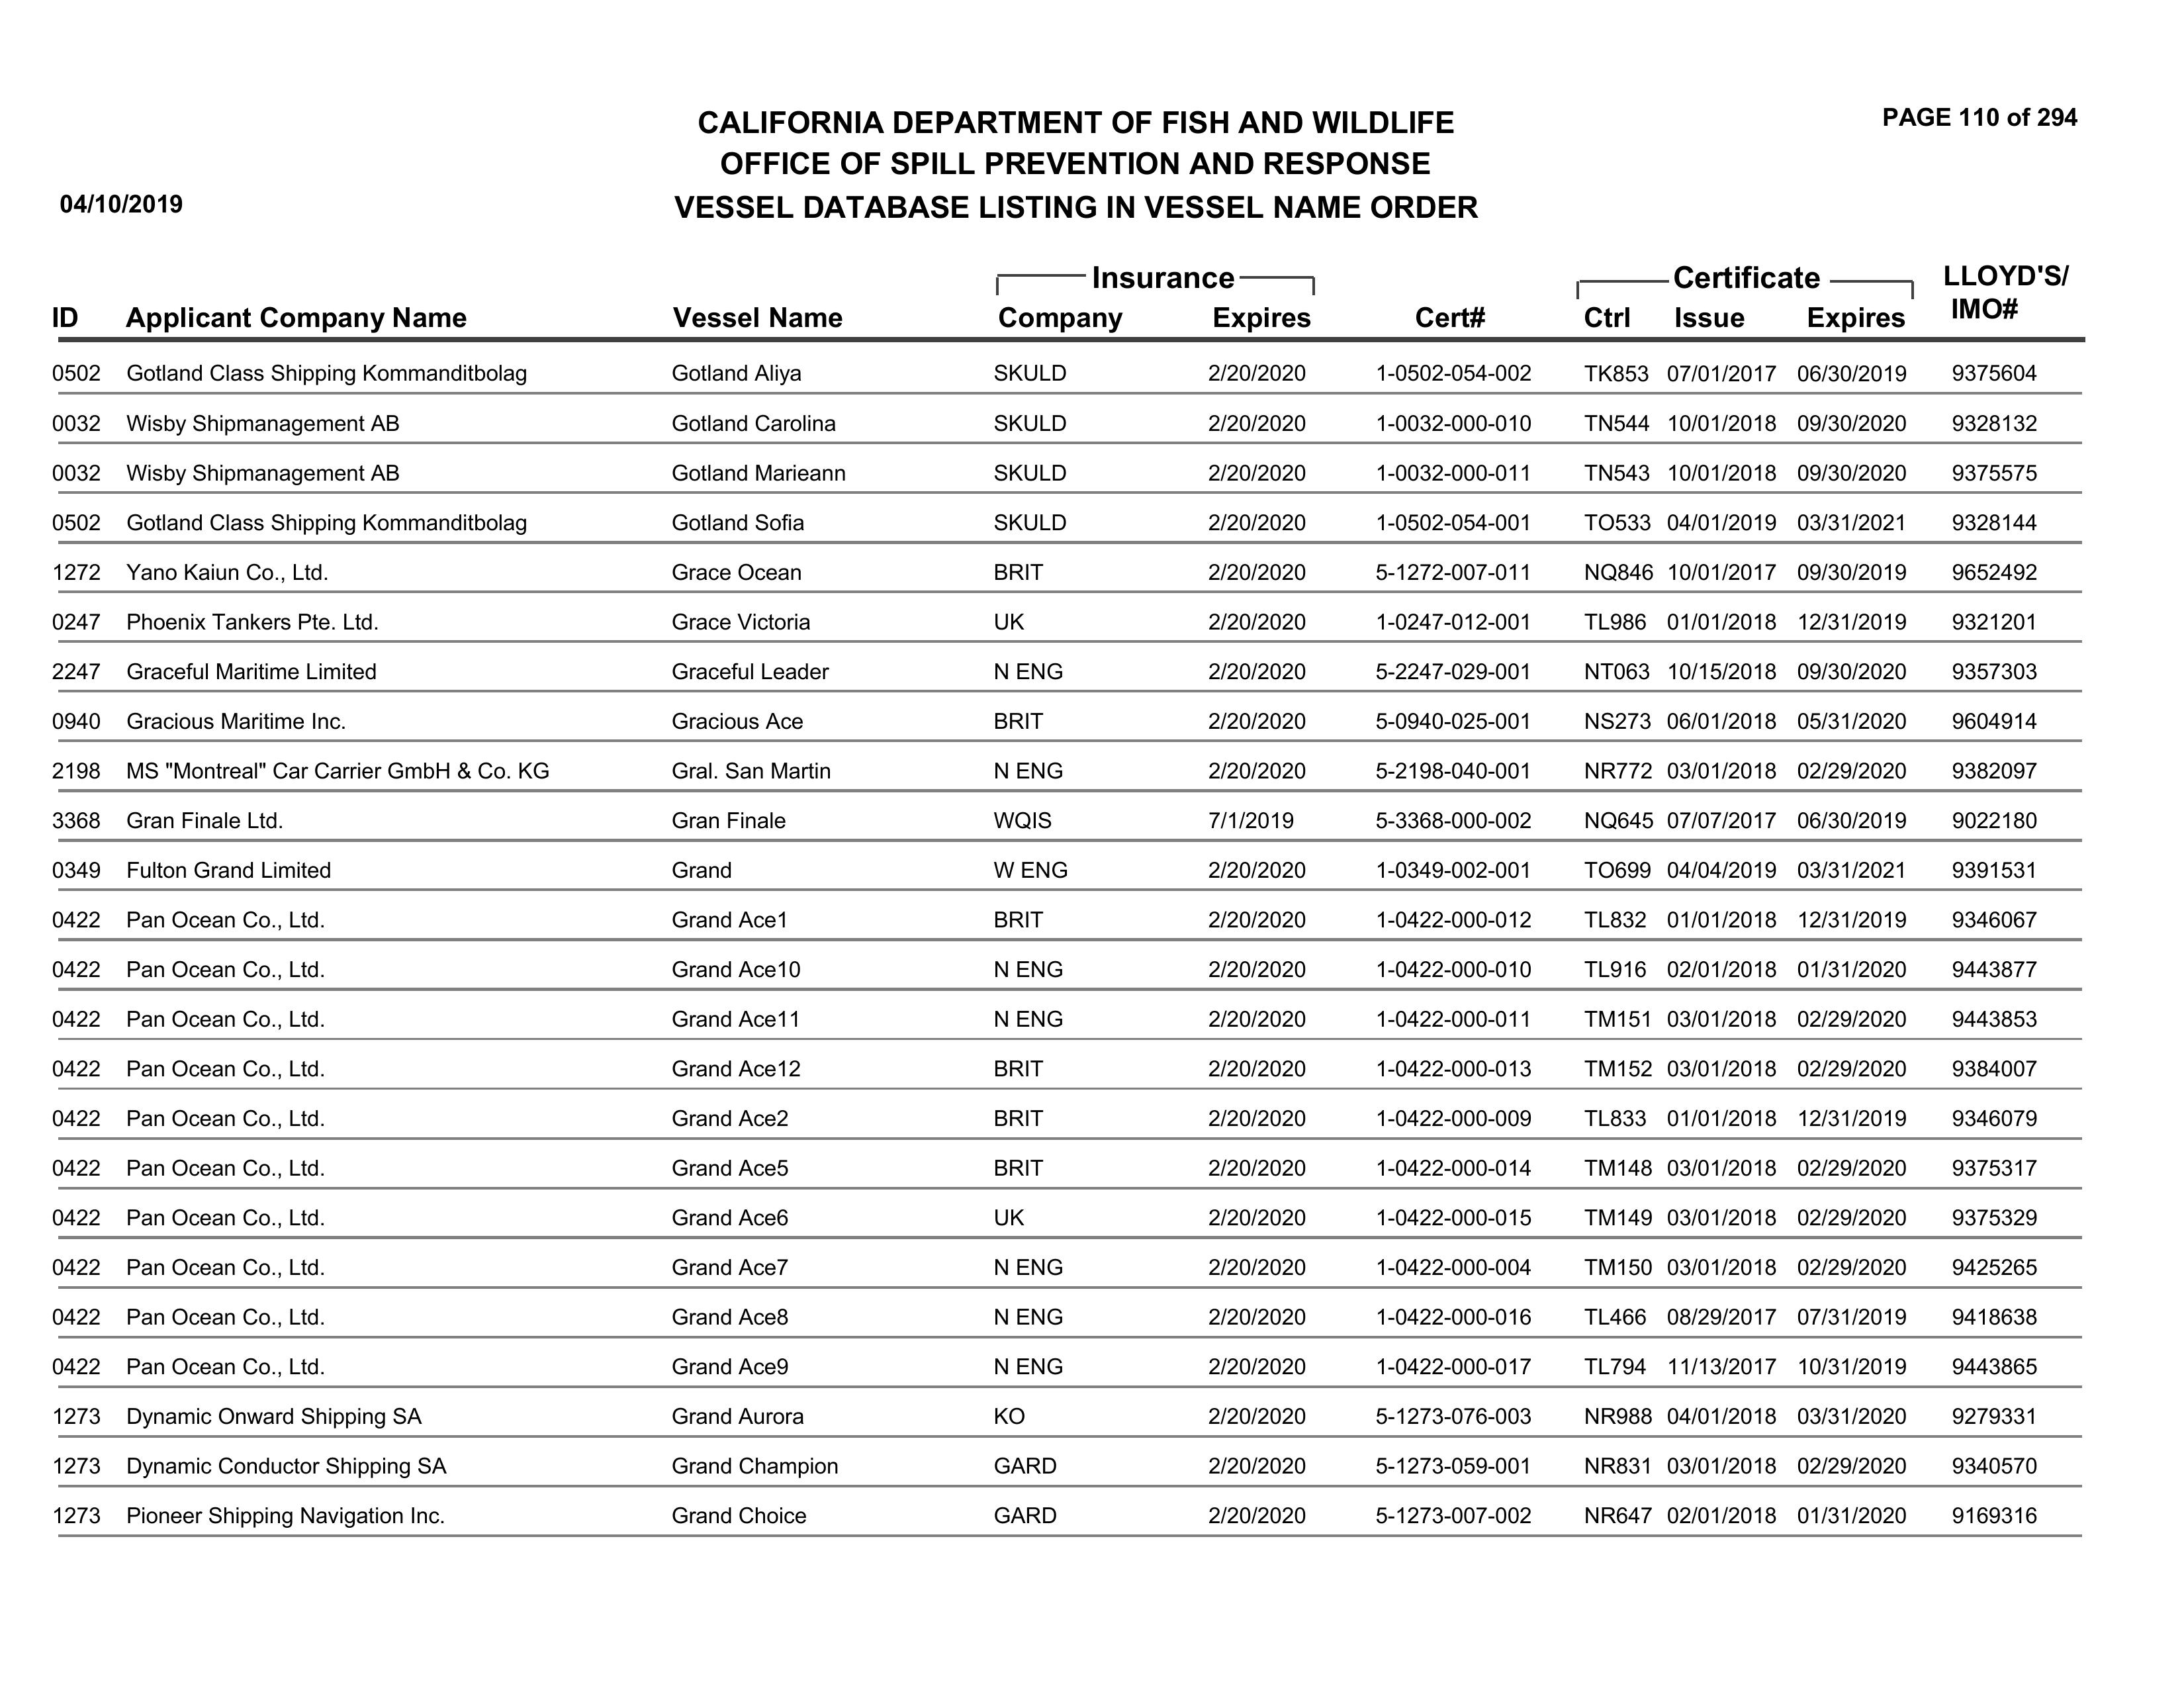 CALIFORNIA DEPARTMENT OF FISH AND WILDLIFE
PAGE 110 of 294
OFFICE OF SPILL PREVENTION AND RESPONSE
04/10/2019
VESSEL DATABASE LISTING IN VESSEL NAME ORDER
Insurance Certificate LLOYD'S/
ID Applicant Company Name Vessel Name Company Expires Cert# Ctrl Issue Expires IMO#
0502 Gotland Class Shipping Kommanditbolag Gotland Aliya SKULD 2/20/2020 1-0502-054-002 TK853 07/01/2017 06/30/2019 9375604
0032 Wisby Shipmanagement AB Gotland Carolina SKULD 2/20/2020 1-0032-000-010 TN544 10/01/2018 09/30/2020 9328132
0032 Wisby Shipmanagement AB Gotland Marieann SKULD 2/20/2020 1-0032-000-011 TN543 10/01/2018 09/30/2020 9375575
0502 Gotland Class Shipping Kommanditbolag Gotland Sofia SKULD 2/20/2020 1-0502-054-001 TO533 04/01/2019 03/31/2021 9328144
1272 Yano Kaiun Co., Ltd. Grace Ocean BRIT 2/20/2020 5-1272-007-011 NQ846 10/01/2017 09/30/2019 9652492
0247 Phoenix Tankers Pte. Ltd. Grace Victoria UK 2/20/2020 1-0247-012-001 TL986 01/01/2018 12/31/2019 9321201
2247 Graceful Maritime Limited Graceful Leader N ENG 2/20/2020 5-2247-029-001 NT063 10/15/2018 09/30/2020 9357303
0940 Gracious Maritime Inc. Gracious Ace BRIT 2/20/2020 5-0940-025-001 NS273 06/01/2018 05/31/2020 9604914
2198 MS "Montreal" Car Carrier GmbH & Co. KG Gral. San Martin N ENG 2/20/2020 5-2198-040-001 NR772 03/01/2018 02/29/2020 9382097
3368 Gran Finale Ltd. Gran Finale WQIS 7/1/2019 5-3368-000-002 NQ645 07/07/2017 06/30/2019 9022180
0349 Fulton Grand Limited Grand W ENG 2/20/2020 1-0349-002-001 TO699 04/04/2019 03/31/2021 9391531
0422 Pan Ocean Co., Ltd. Grand Ace1 BRIT 2/20/2020 1-0422-000-012 TL832 01/01/2018 12/31/2019 9346067
0422 Pan Ocean Co., Ltd. Grand Ace10 N ENG 2/20/2020 1-0422-000-010 TL916 02/01/2018 01/31/2020 9443877
0422 Pan Ocean Co., Ltd. Grand Ace11 N ENG 2/20/2020 1-0422-000-011 TM151 03/01/2018 02/29/2020 9443853
0422 Pan Ocean Co., Ltd. Grand Ace12 BRIT 2/20/2020 1-0422-000-013 TM152 03/01/2018 02/29/2020 9384007
0422 Pan Ocean Co., Ltd. Grand Ace2 BRIT 2/20/2020 1-0422-000-009 TL833 01/01/2018 12/31/2019 9346079
0422 Pan Ocean Co., Ltd. Grand Ace5 BRIT 2/20/2020 1-0422-000-014 TM148 03/01/2018 02/29/2020 9375317
0422 Pan Ocean Co., Ltd. Grand Ace6 UK 2/20/2020 1-0422-000-015 TM149 03/01/2018 02/29/2020 9375329
0422 Pan Ocean Co., Ltd. Grand Ace7 N ENG 2/20/2020 1-0422-000-004 TM150 03/01/2018 02/29/2020 9425265
0422 Pan Ocean Co., Ltd. Grand Ace8 N ENG 2/20/2020 1-0422-000-016 TL466 08/29/2017 07/31/2019 9418638
0422 Pan Ocean Co., Ltd. Grand Ace9 N ENG 2/20/2020 1-0422-000-017 TL794 11/13/2017 10/31/2019 9443865
1273 Dynamic Onward Shipping SA Grand Aurora KO 2/20/2020 5-1273-076-003 NR988 04/01/2018 03/31/2020 9279331
1273 Dynamic Conductor Shipping SA Grand Champion GARD 2/20/2020 5-1273-059-001 NR831 03/01/2018 02/29/2020 9340570
1273 Pioneer Shipping Navigation Inc. Grand Choice GARD 2/20/2020 5-1273-007-002 NR647 02/01/2018 01/31/2020 9169316